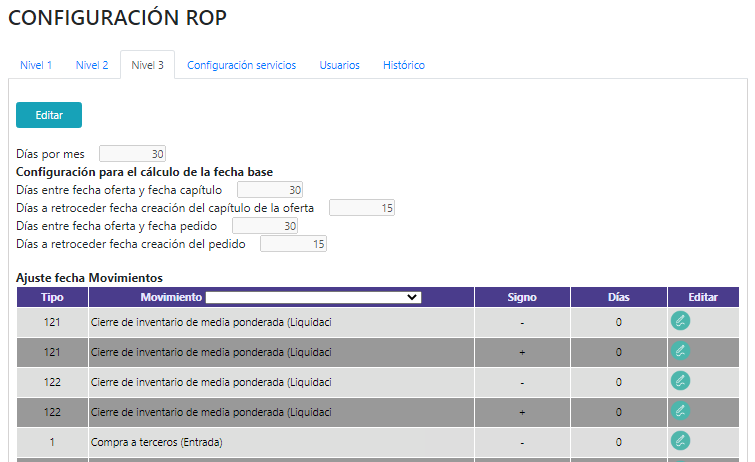 CONFIGURACIÓN ROP
Nivel 1 Nivel 2 Nivel 3 Configuración servicios Usuarios Histórico
Editar
Días por mes 30
Configuración para el cálculo de la fecha base
Días entre fecha oferta y fecha capítulo 30
Días a retroceder fecha creación del capítulo de la oferta 15
Días entre fecha oferta y fecha pedido 30
Días a retroceder fecha creación del pedido 15
Ajuste fecha Movimientos
Tipo Movimiento Signo Días Editar
121 Cierre de inventario de media ponderada (Liquidaci - 0
121 Cierre de inventario de media ponderada (Liquidaci + 0
122 Cierre de inventario de media ponderada (Liquidaci - 0
122 Cierre de inventario de media ponderada (Liquidaci + 0
1 Compra a terceros (Entrada) - 0